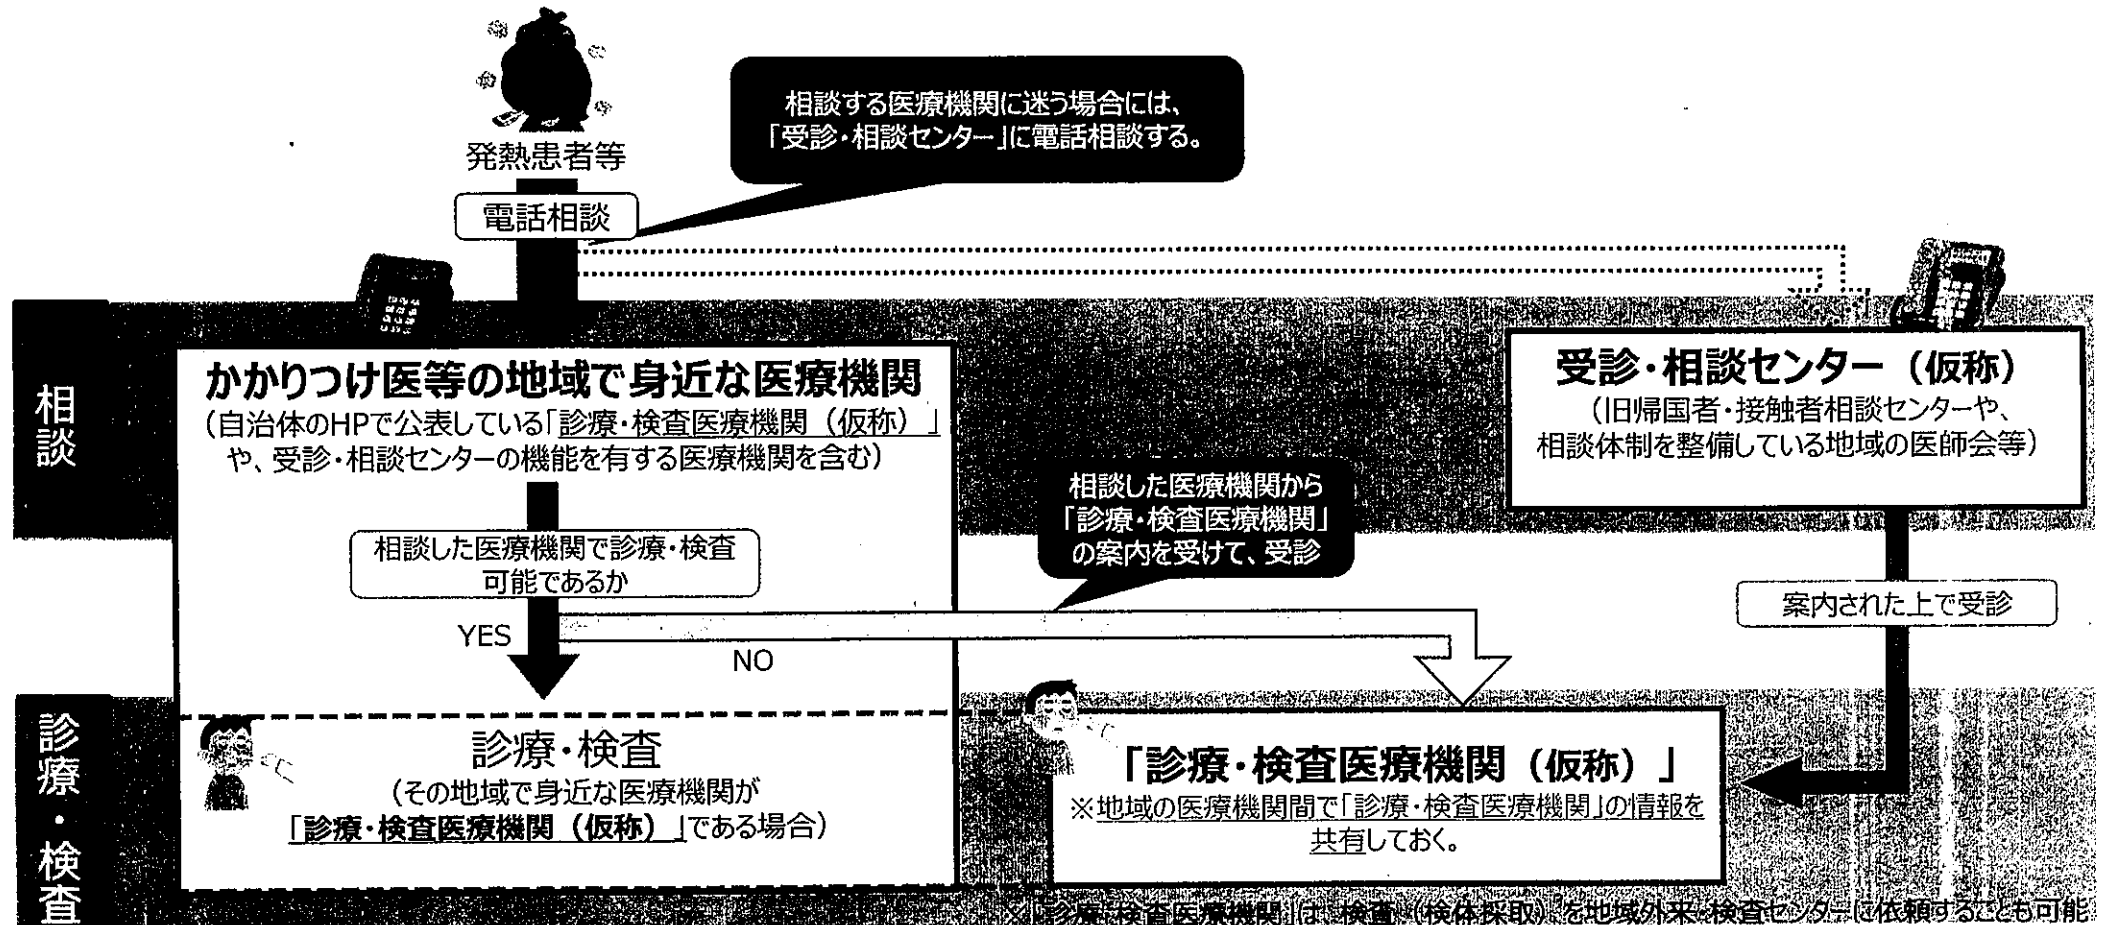 発熱患者等
相談する医療機関に迷う場合には、
「受診・相談センター」に電話相談する。
電話相談
相談
かかりつけ医等の地域で身近な医療機関
（自治体のHPで公表している「診療・検査医療機関（仮称）」
や、受診・相談センターの機能を有する医療機関を含む）
受診・相談センター（仮称）
（旧帰国者・接触者相談センターや、
相談体制を整備している地域の医師会等）
相談した医療機関から
「診療・検査医療機関」
の案内を受けて、受診
相談した医療機関で診療・検査
可能であるか
案内された上で受診
YES
NO
診療・検査
診療・検査
（その地域で身近な医療機関が
「診療・検査医療機関（仮称）」である場合）
「診療・検査医療機関（仮称）」
※地域の医療機関間で「診療・検査医療機関」の情報を
共有しておく。
※「診療・検査医療機関」は、検査（検体採取）を地域外来・検査センターに依頼することも可能